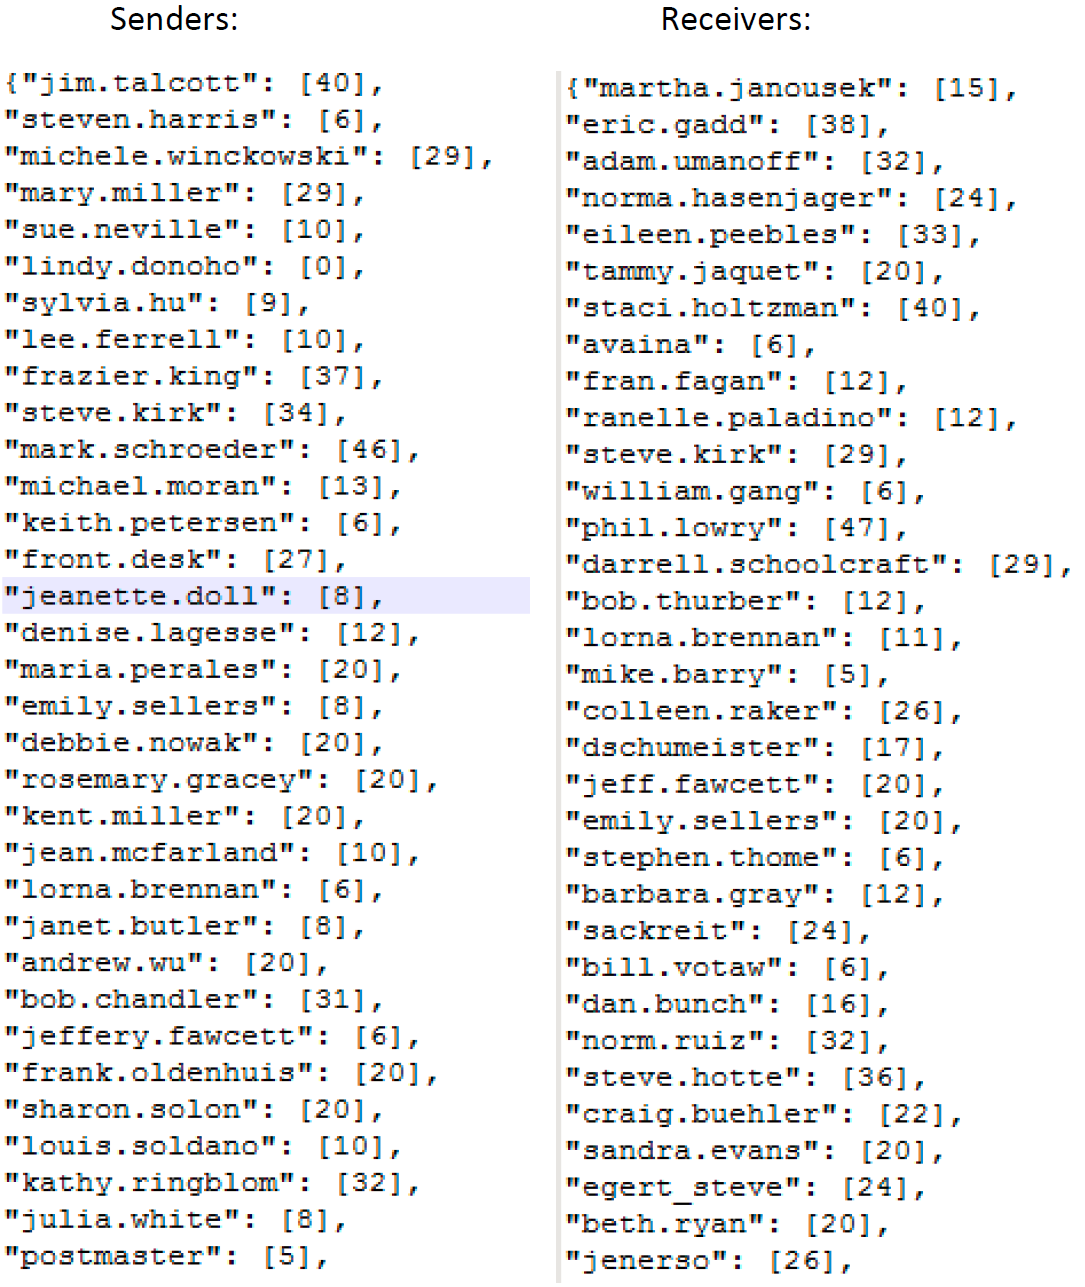 Senders:
{"jim.talcott": [40],
"steven.harris": [6],
"michele.winckowski": [29],
"mary.miller": [29],
"sue.neville": [10],
"lindy.donoho": [0],
"sylvia.hu": [9],
"lee.ferrell": [10],
"frazier.king": [37],
"steve.kirk": [34],
"mark.schroeder": [46],
"michael.moran": [13],
"keith.petersen": [6],
"front.desk": [27],
"jeanette.doll": [8],
"denise.lagesse": [12],
"maria.perales": [20],
"emily.sellers": [8],
"debbie.nowak": [20],
"rosemary.gracey": [20],
"kent.miller": [20],
"jean.mcfarland": [10],
"lorna.brennan": [6],
"janet.butler": [8],
"andrew.wu": [20],
"bob.chandler": [31],
"jeffery.fawcett": [6],
"frank.oldenhuis": [20],
"sharon.solon": [20],
"louis.soldano": [10],
"kathy.ringblom": [32],
"julia.white": [8],
"postmaster": [5],
Receivers:
{"martha.janousek": [15],
"eric.gadd": [38],
"adam.umanoff": [32],
"norma.hasenjager": [24],
"eileen.peebles": [33],
"tammy.jaquet": [20],
"staci.holtzman": [40],
"avaina": [6],
"fran.fagan": [12],
"ranelle.paladino": [12],
"steve.kirk": [29],
"william.gang": [6],
"phil.lowry": [47],
"darrell.schoolcraft": [29],
"bob.thurber": [12],
"lorna.brennan": [11],
"mike.barry": [5],
"colleen.raker": [26],
"dschumeister": [17],
"jeff.fawcett": [20],
"emily.sellers": [20],
"stephen.thome": [6],
"barbara.gray": [12],
"sackreit": [24],
"bill.votaw": [6],
"dan.bunch": [16],
"norm.ruiz": [32],
"steve.hotte": [36],
"craig.buehler": [22],
"sandra.evans": [20],
"egert_steve": [24],
"beth.ryan": [20],
"jenerso": [26],